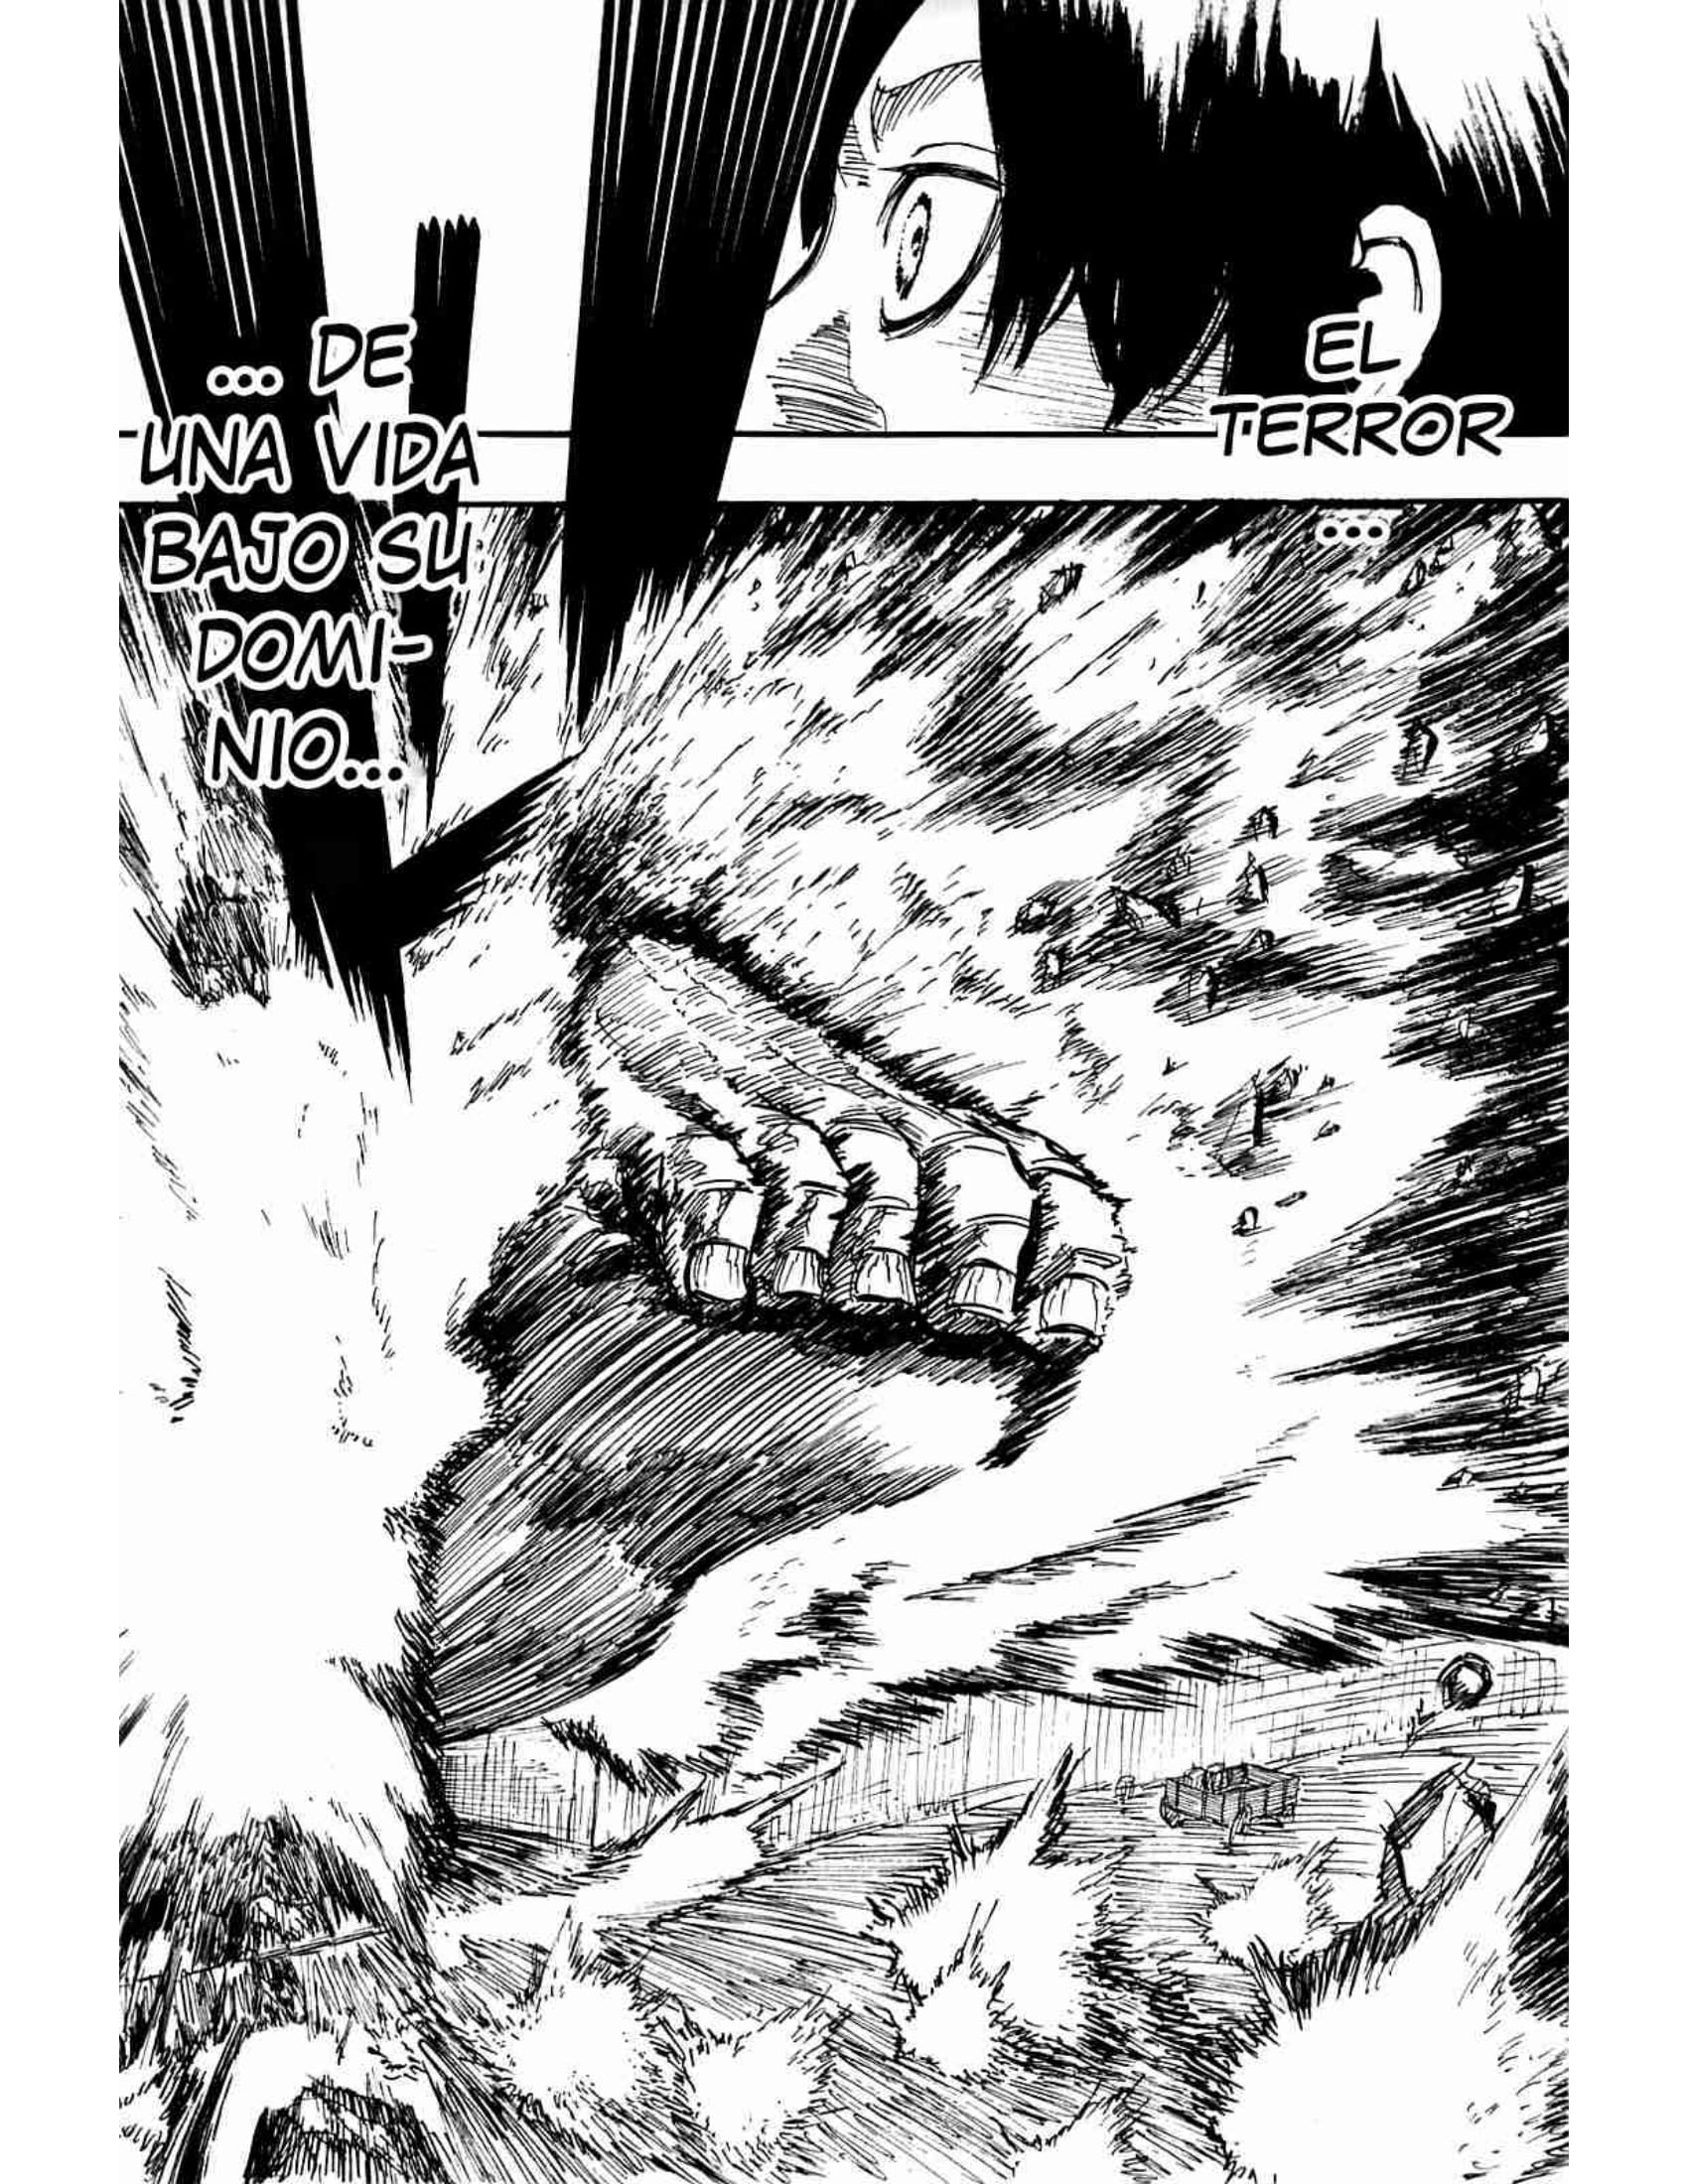 EL
TERROR
...
... DE
UNA VIDA
BAJO SU
DOMI-
NIO...